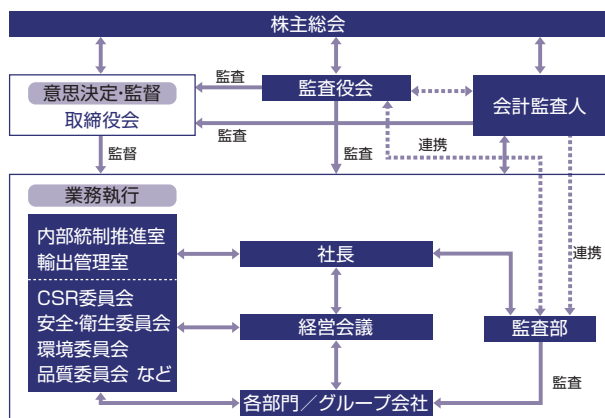 株主総会
意思決定・監督
取締役会
監査
監査役会
会計監査人
監査
監督
監査
連携
業務執行
内部統制推進室
輸出管理室
社長
連携
CSR委員会
安全・衛生委員会
環境委員会
品質委員会 など
経営会議
監査部
監査
各部門／グループ会社